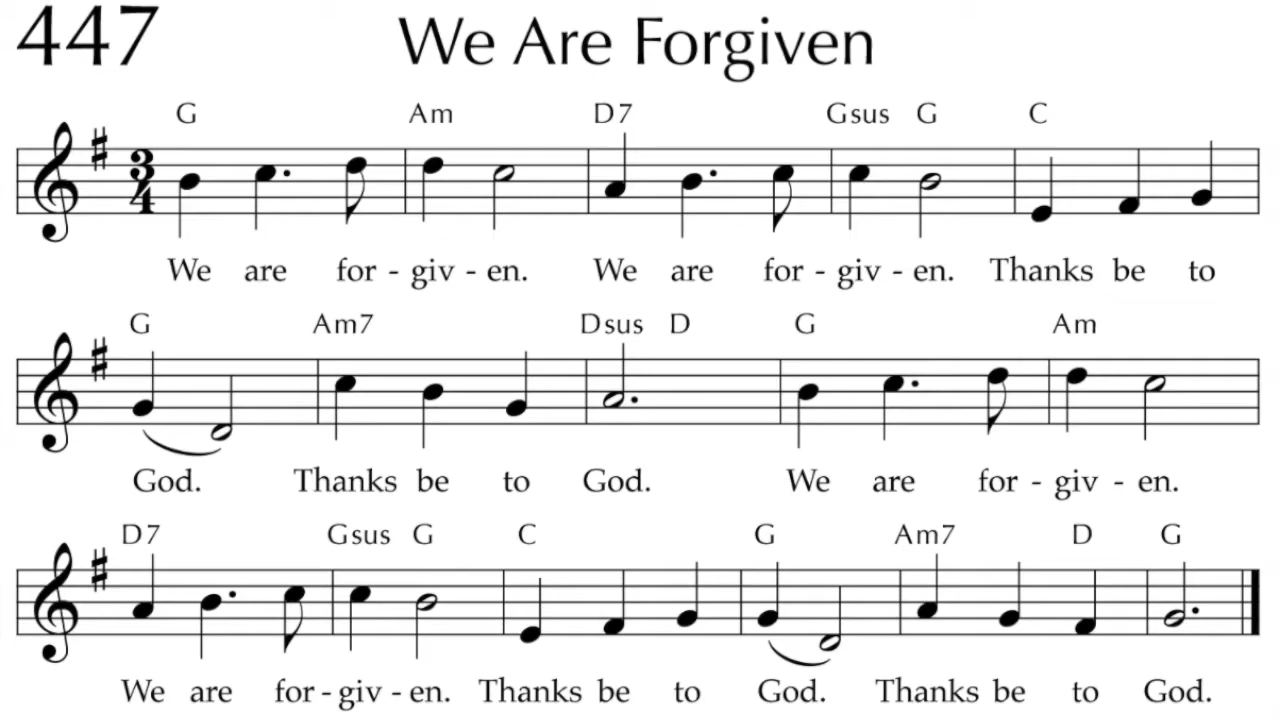 447 We Are Forgiven
G Am D7 Gsus G C
3
4
We are for - giv - en. We are for - giv - en. Thanks be to
G Am7 Dsus D G Am
God. Thanks be to God. We are for - giv - en.
D7 Gsus G C G Am7 D G
We are for - giv - en. Thanks be to God. Thanks be to God.